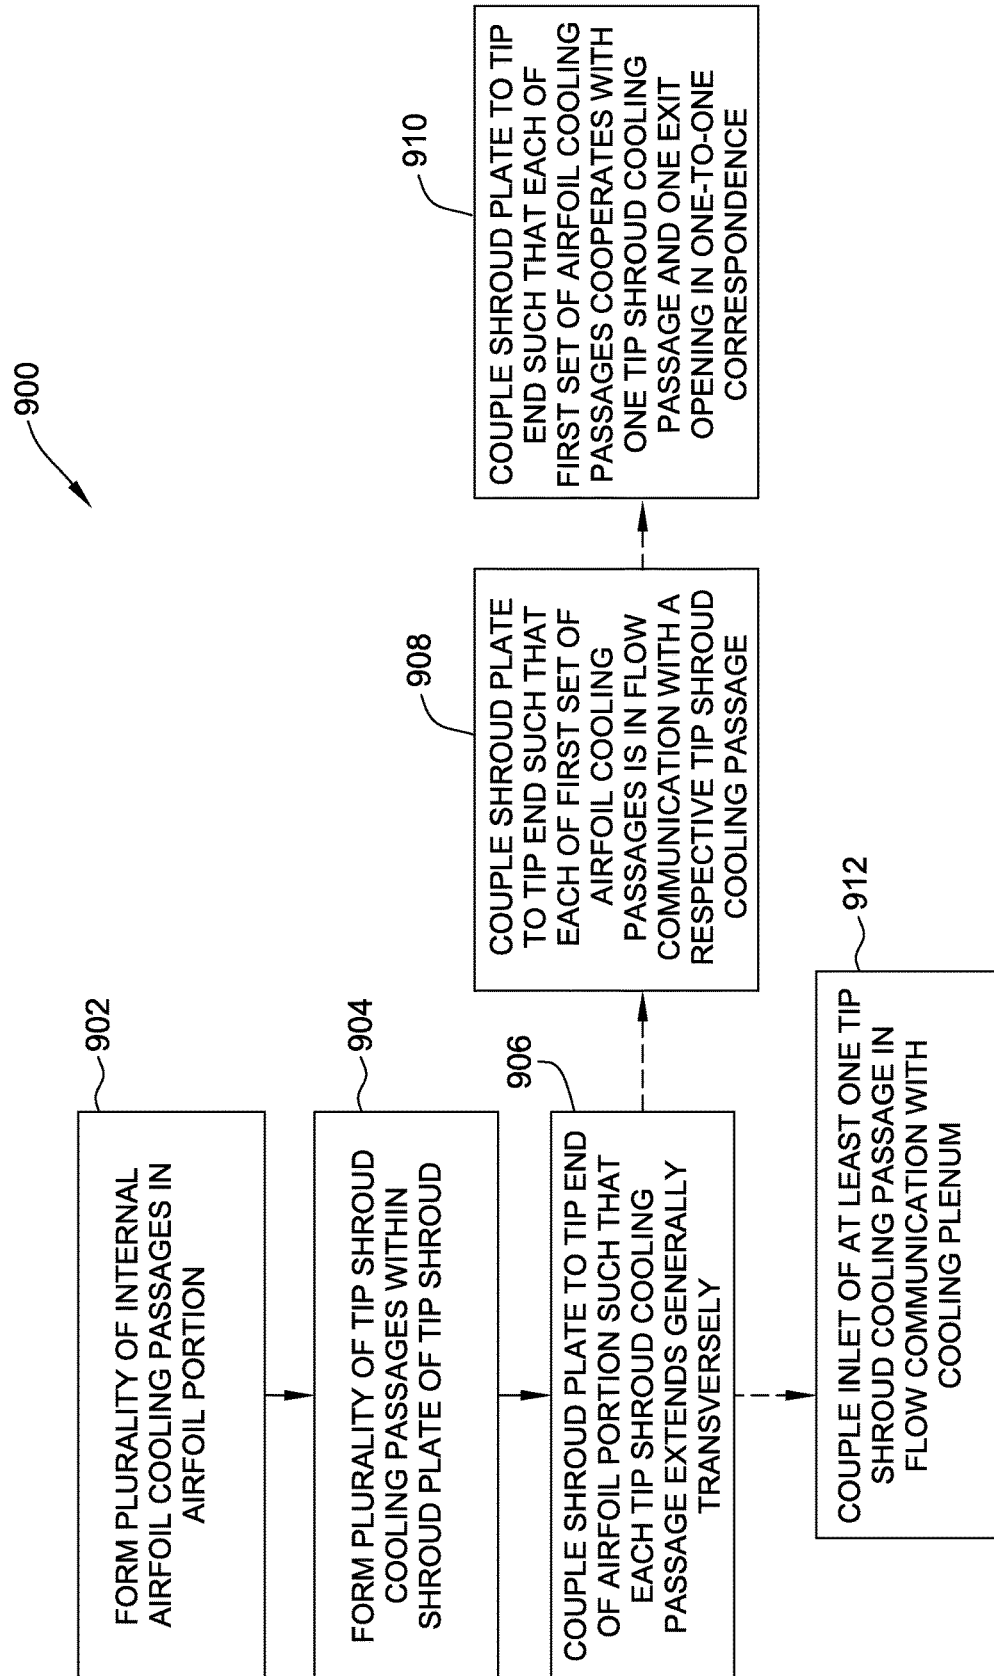 900
902
FORM PLURALITY OF INTERNAL
AIRFOIL COOLING PASSAGES IN
AIRFOIL PORTION
904
FORM PLURALITY OF TIP SHROUD
COOLING PASSAGES WITHIN
SHROUD PLATE OF TIP SHROUD
906
COUPLE SHROUD PLATE TO TIP END
OF AIRFOIL PORTION SUCH THAT
EACH TIP SHROUD COOLING
PASSAGE EXTENDS GENERALLY
TRANSVERSELY
908
COUPLE SHROUD PLATE
TO TIP END SUCH THAT
EACH OF FIRST SET OF
AIRFOIL COOLING
PASSAGES IS IN FLOW
COMMUNICATION WITH A
RESPECTIVE TIP SHROUD
COOLING PASSAGE
910
COUPLE SHROUD PLATE TO TIP
END SUCH THAT EACH OF
FIRST SET OF AIRFOIL COOLING
PASSAGES COOPERATES WITH
ONE TIP SHROUD COOLING
PASSAGE AND ONE EXIT
OPENING IN ONE-TO-ONE
CORRESPONDENCE
912
COUPLE INLET OF AT LEAST ONE TIP
SHROUD COOLING PASSAGE IN
FLOW COMMUNICATION WITH
COOLING PLENUM